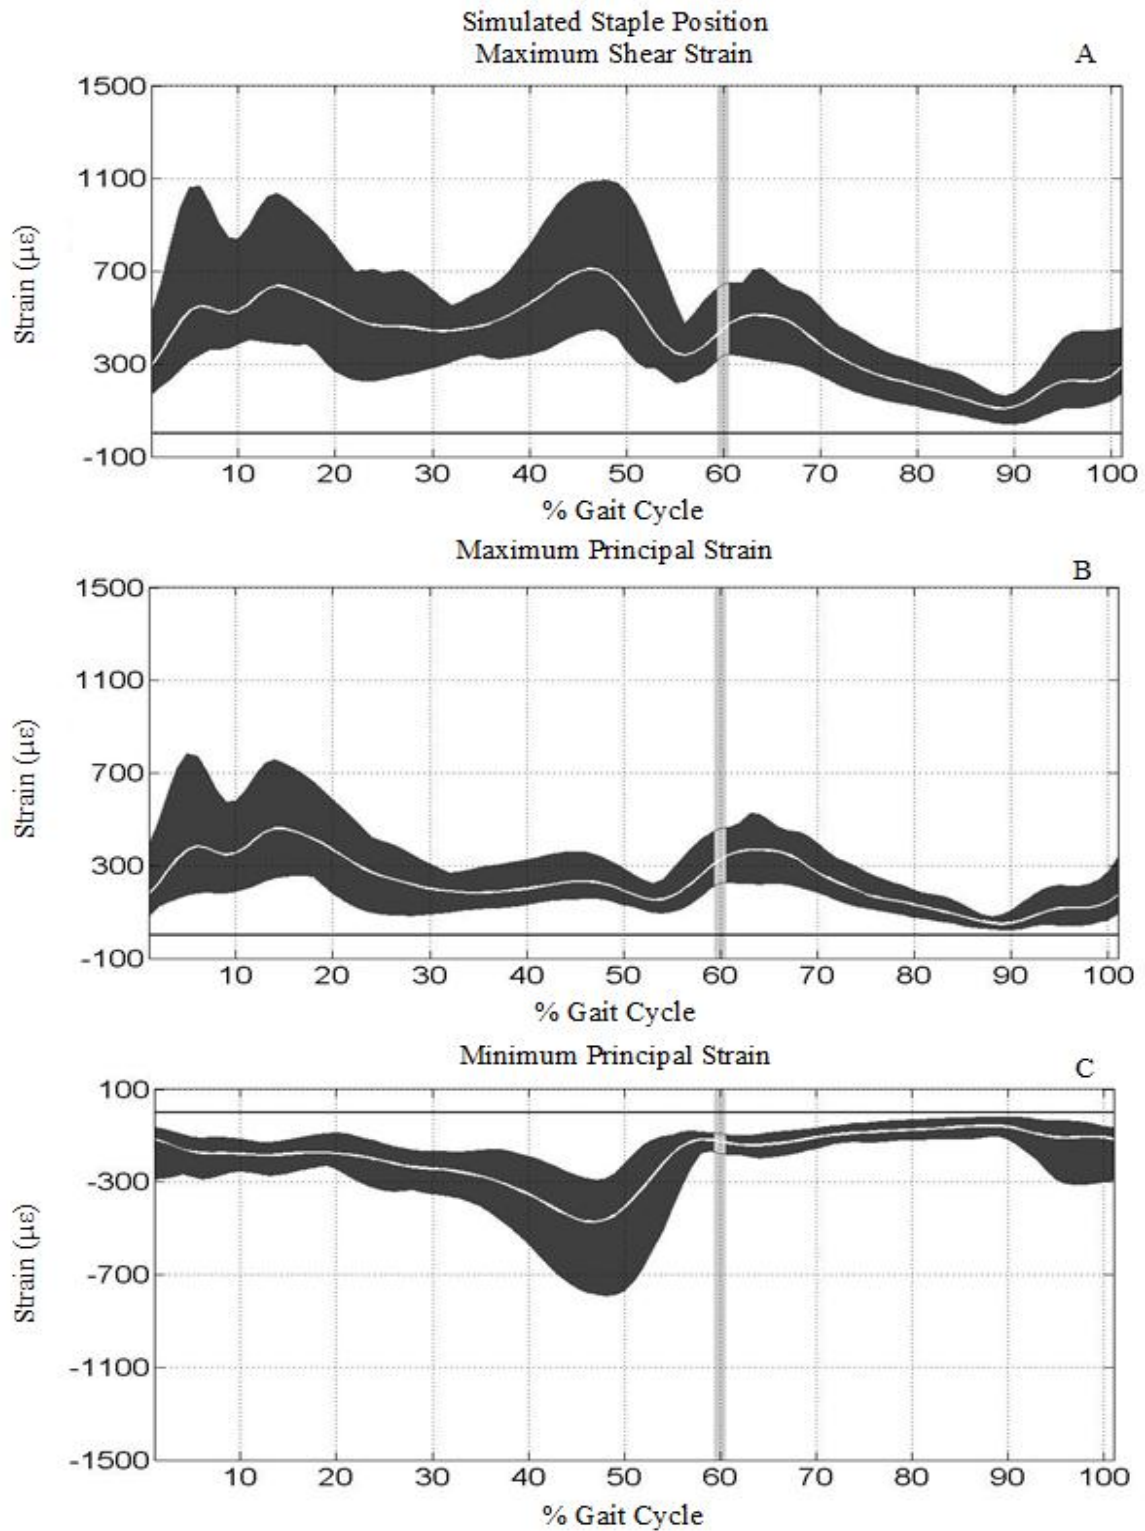 Simulated Staple Position
Maximum Shear Strain
A
1500
1100
700
300
-100
Strain (με)
10 20 30 40 50 60 70 80 90 100
% Gait Cycle
Maximum Principal Strain
B
1500
1100
700
300
-100
Strain (με)
10 20 30 40 50 60 70 80 90 100
% Gait Cycle
Minimum Principal Strain
C
100
-300
-700
-1100
-1500
Strain (με)
10 20 30 40 50 60 70 80 90 100
% Gait Cycle